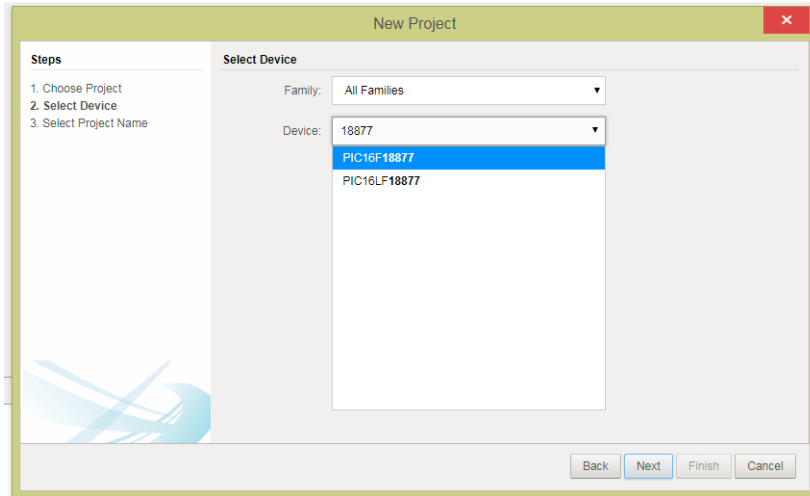 New Project
Steps
1. Choose Project
2. Select Device
3. Select Project Name
Select Device
Family: All Families
Device: 18877
PIC16F18877
PIC16LF18877
Back Next Finish Cancel